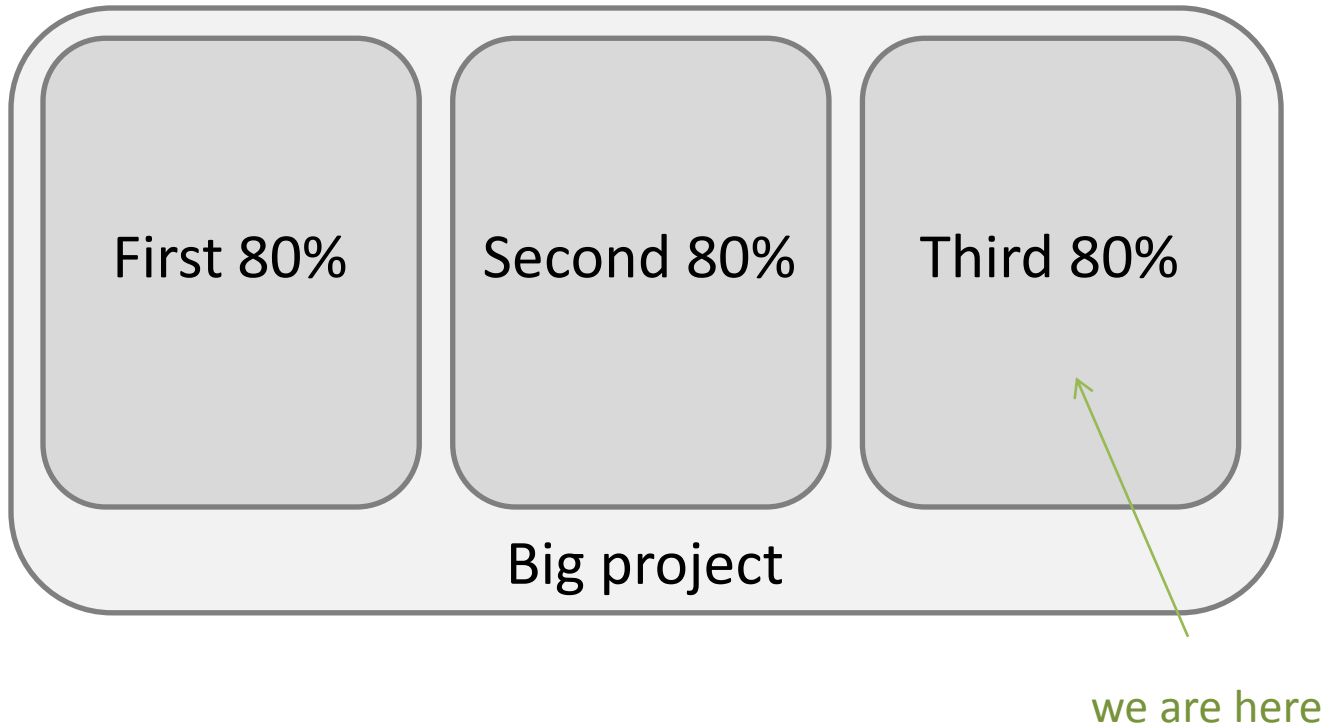 First 80%
Second 80%
Third 80%
Big project
we are here